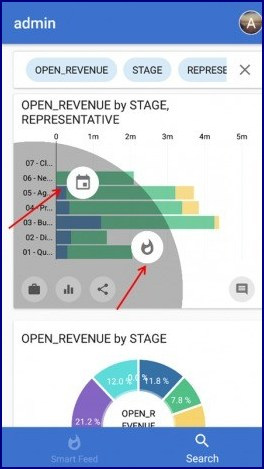 admin
A
OPEN_REVENUE STAGE REPRESE
OPEN_REVENUE by STAGE,
REPRESENTATIVE
0 1m 2m 3m 4m 5m
07 - Cl...
06 - Ne...
05 - Ag...
04 - Pr...
03 - Bu...
02 - Di...
01 - Qu...
OPEN_REVENUE by STAGE
12.0 % 0.0 % 11.8 %
7.8 %
21.2 %
OPEN_R
EVENUE
Smart Feed Search